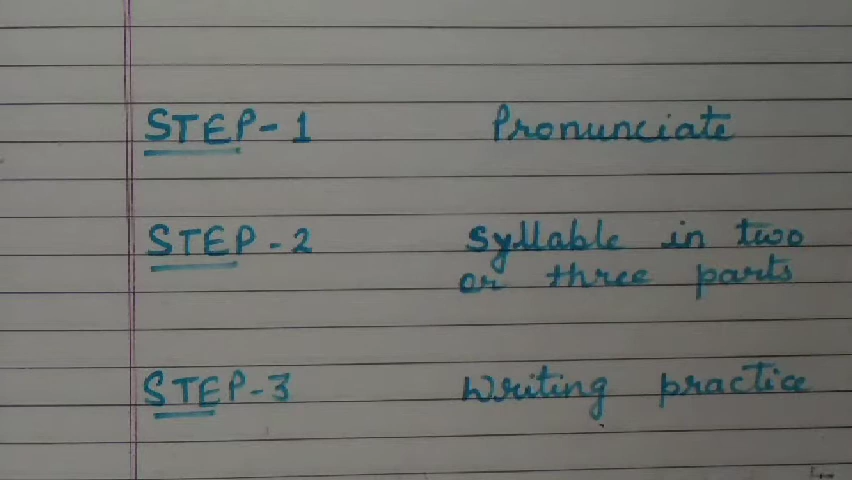 STEP-1 Pronunciate
STEP-2 Syllable in two
or three parts
STEP-3 Writing practice